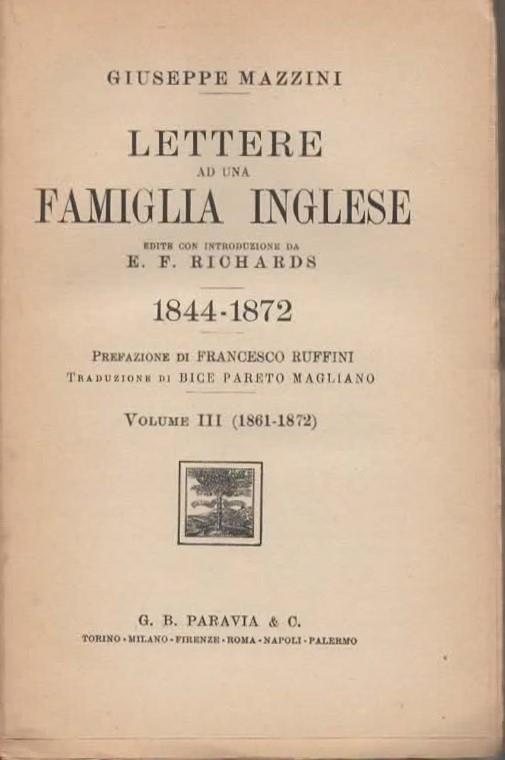 GIUSEPPE MAZZINI
LETTERE
AD UNA
FAMIGLIA INGLESE
EDITE CON INTRODUZIONE DA
E. F. RICHARDS
1844-1872
PREFAZIONE DI FRANCESCO RUFFINI
TRADUZIONE DI BICE PARETO MAGLIANO
VOLUME III (1861-1872)
G. B. PARAVIA & C.
TORINO - MILANO - FIRENZE - ROMA - NAPOLI - PALERMO